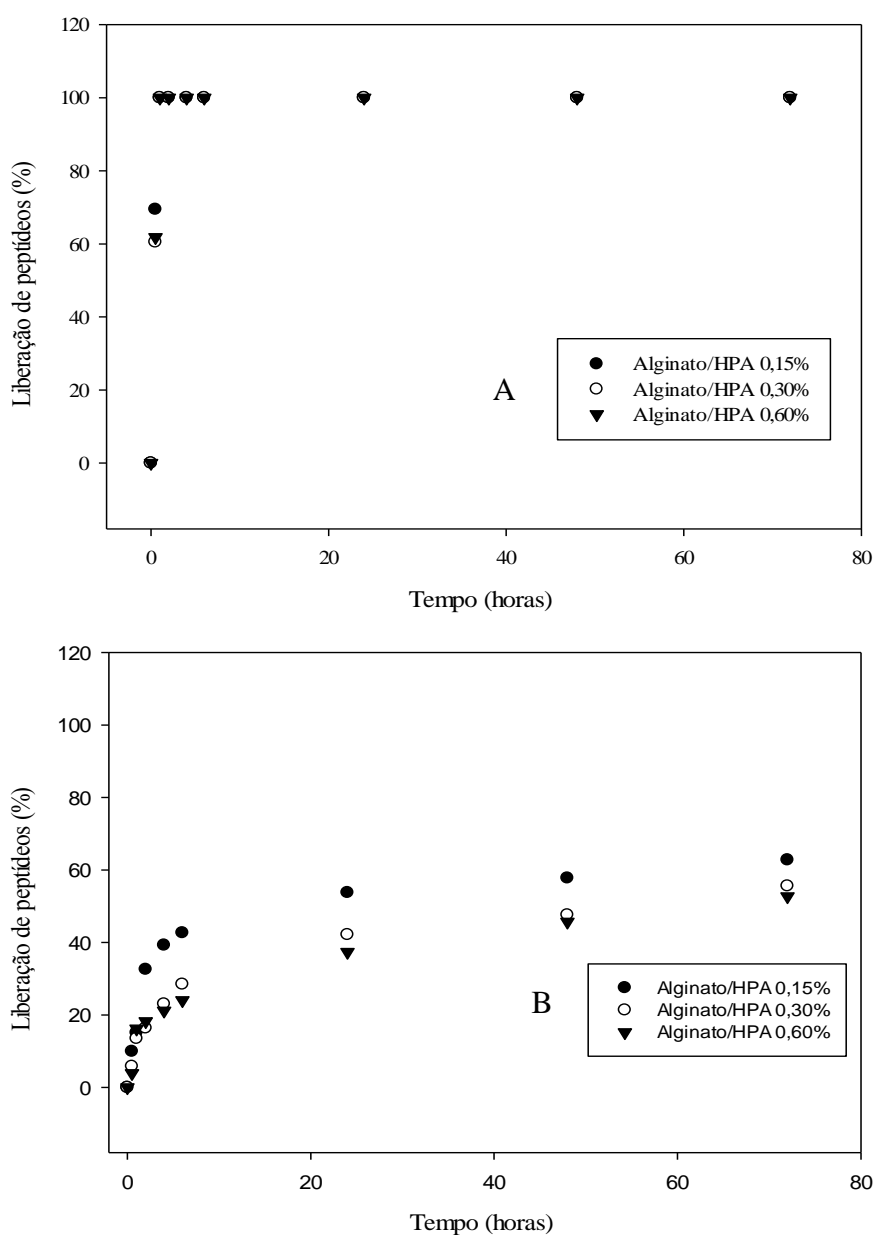 120
100
80
60
40
20
0
Liberação de peptídeos (%)
A
Alginato/HPA 0,15%
Alginato/HPA 0,30%
Alginato/HPA 0,60%
0 20 40 60 80
Tempo (horas)
120
100
80
60
40
20
0
Liberação de peptídeos (%)
B
Alginato/HPA 0,15%
Alginato/HPA 0,30%
Alginato/HPA 0,60%
0 20 40 60 80
Tempo (horas)